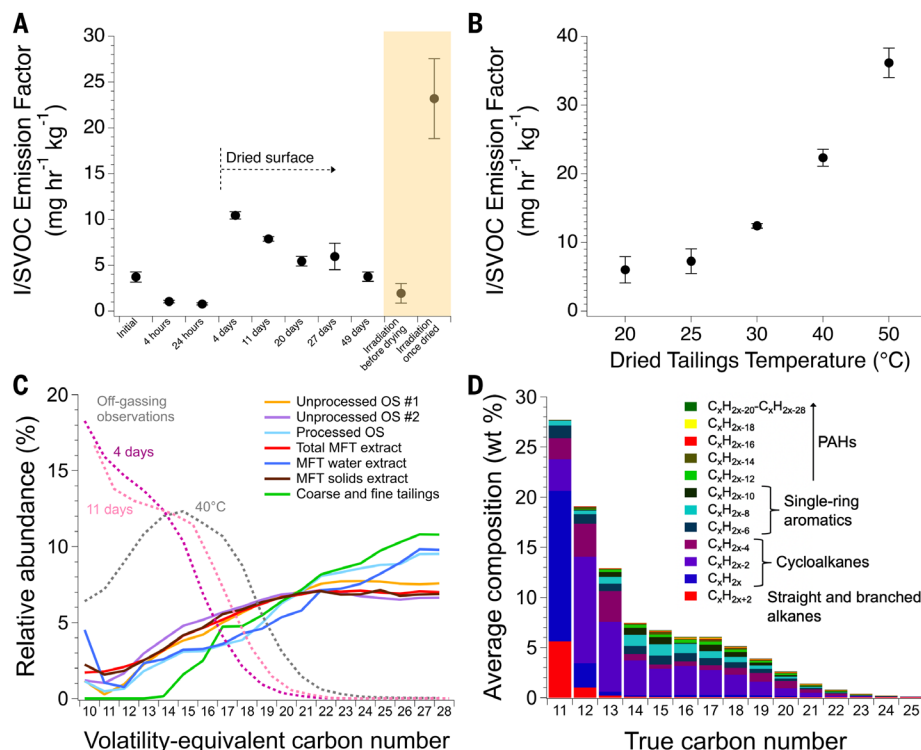 A
I/SVOC Emission Factor
(mg hr⁻¹ kg⁻¹)
30
25
20
15
10
5
0
Dried surface
Initial
4 hours
24 hours
4 days
11 days
20 days
27 days
49 days
Irradiation
before drying
Irradiation
once dried
B
I/SVOC Emission Factor
(mg hr⁻¹ kg⁻¹)
40
30
20
10
0
20
25
30
40
50
Dried Tailings Temperature (°C)
C
Relative abundance (%)
20
15
10
5
0
Off-gassing
observations
4 days
11 days
40°C
Unprocessed OS #1
Unprocessed OS #2
Processed OS
Total MFT extract
MFT water extract
MFT solids extract
Coarse and fine tailings
10 11 12 13 14 15 16 17 18 20 21 22 23 24 25 26 27 28
Volatility-equivalent carbon number
D
Average composition (wt %)
30
25
20
15
10
5
0
CₓH₂ₓ₋₂₀-CₓH₂ₓ₋₂₈
CₓH₂ₓ₋₁₈
CₓH₂ₓ₋₁₆
CₓH₂ₓ₋₁₄
CₓH₂ₓ₋₁₂
CₓH₂ₓ₋₁₀
CₓH₂ₓ₋₈
CₓH₂ₓ₋₆
CₓH₂ₓ₋₄
CₓH₂ₓ₋₂
CₓH₂ₓ
CₓH₂ₓ₊₂
PAHs
Single-ring
aromatics
Cycloalkanes
Straight and branched
alkanes
11 12 13 14 15 16 17 18 19 20 21 22 23 24 25
True carbon number